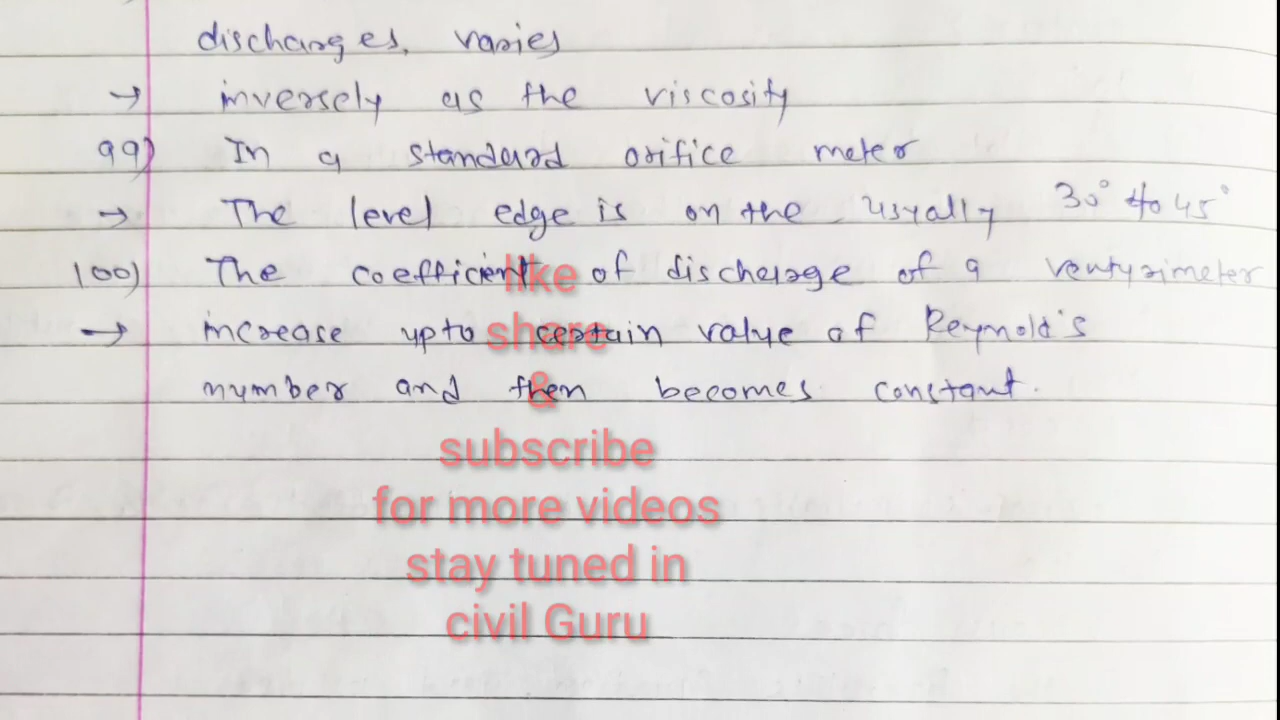 discharges, varies
→ inversely as the viscosity
99) In a standard orifice meter
→ The level edge is on the usually 30° to 45°
100) The coefficient of discharge of a venturimeter
→ increase upto certain value of Reynold's
number and then becomes constant.
like
share
&
subscribe
for more videos
stay tuned in
civil Guru